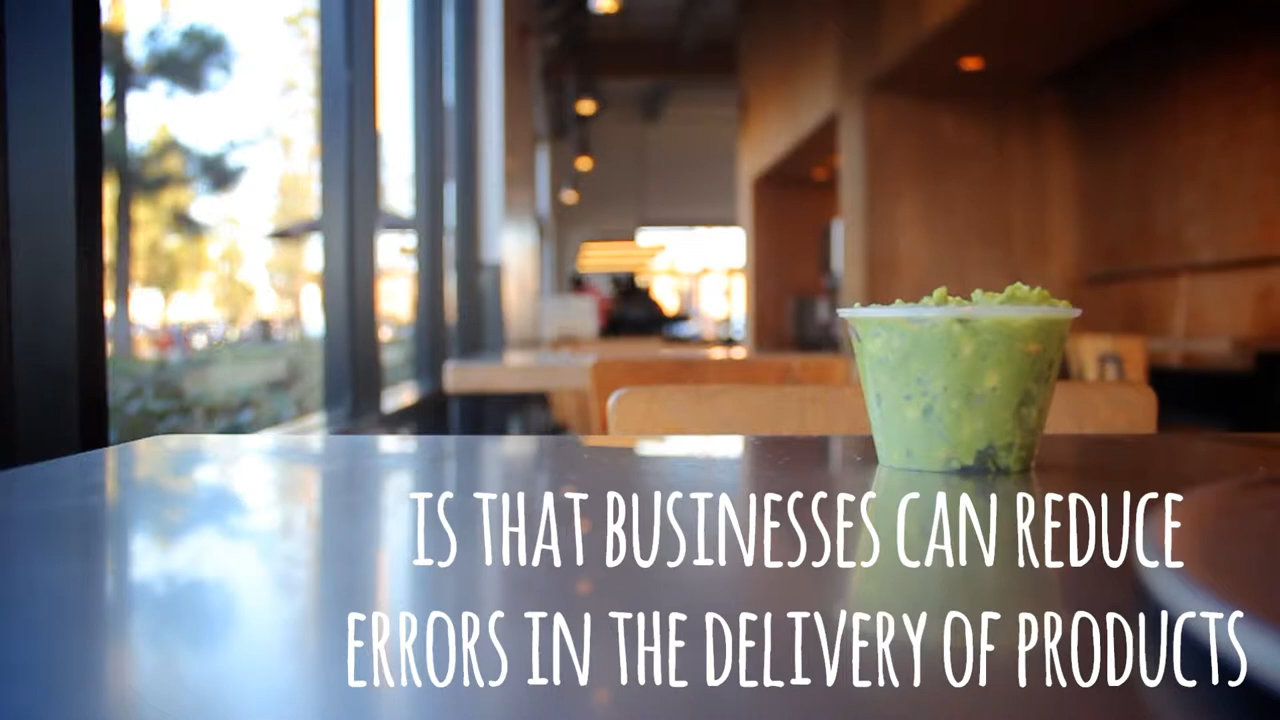 IS THAT BUSINESSES CAN REDUCE
ERRORS IN THE DELIVERY OF PRODUCTS